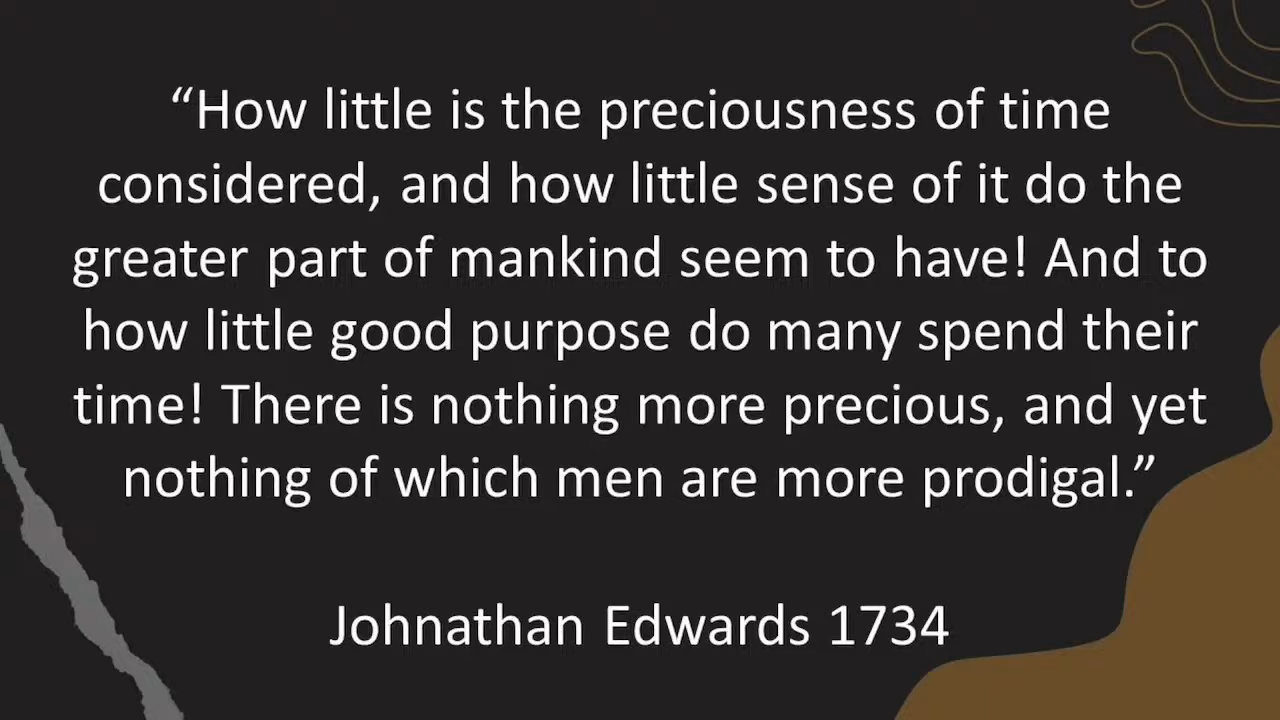 “How little is the preciousness of time
considered, and how little sense of it do the
greater part of mankind seem to have! And to
how little good purpose do many spend their
time! There is nothing more precious, and yet
nothing of which men are more prodigal.”
Johnathan Edwards 1734